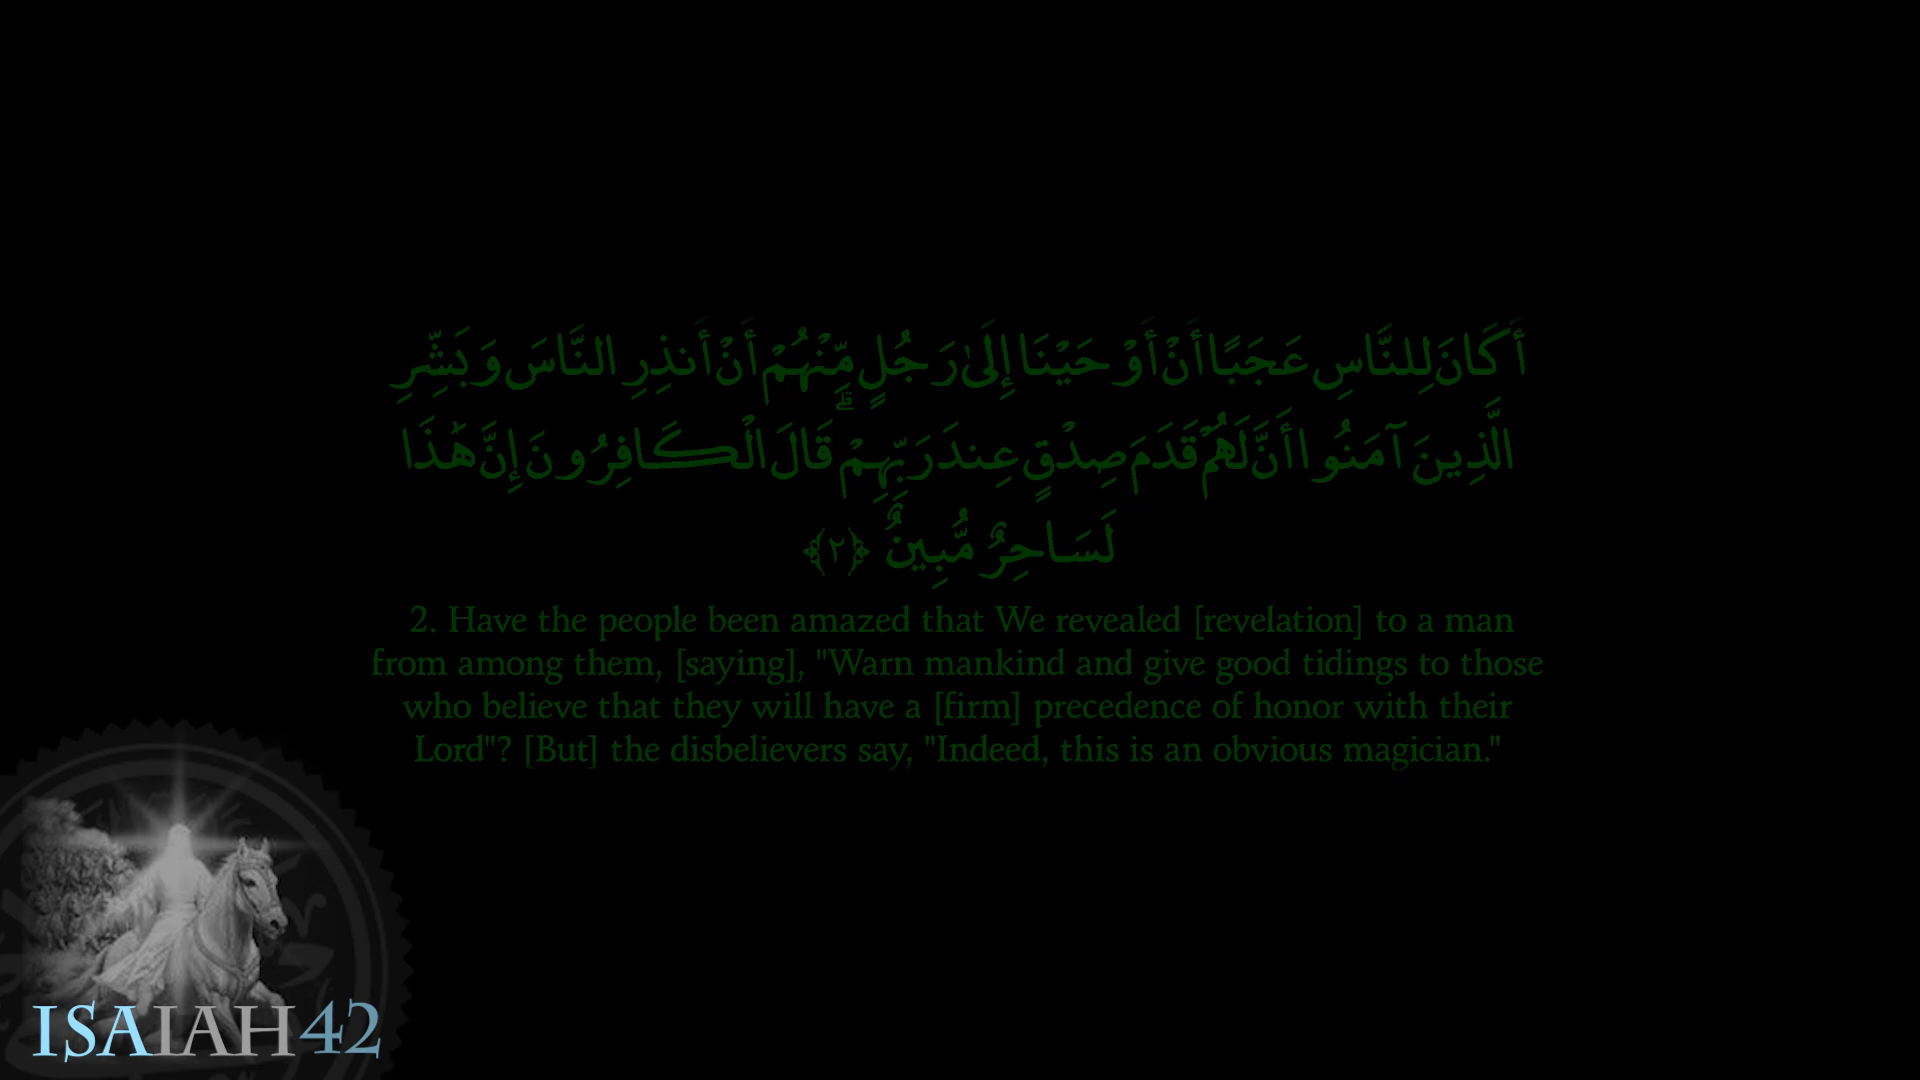 أَكَانَ لِلنَّاسِ عَجَبًا أَنْ أَوْحَيْنَا إِلَىٰ رَجُلٍ مِّنْهُمْ أَنْ أَنذِرِ النَّاسَ وَبَشِّرِ
الَّذِينَ آمَنُوا أَنَّ لَهُمْ قَدَمَ صِدْقٍ عِندَ رَبِّهِمْ ۗ قَالَ الْكَافِرُونَ إِنَّ هَٰذَا
لَسَاحِرٌ مُّبِينٌ ﴿٢﴾
2. Have the people been amazed that We revealed [revelation] to a man
from among them, [saying], "Warn mankind and give good tidings to those
who believe that they will have a [firm] precedence of honor with their
Lord"? [But] the disbelievers say, "Indeed, this is an obvious magician."
ISAIAH 42